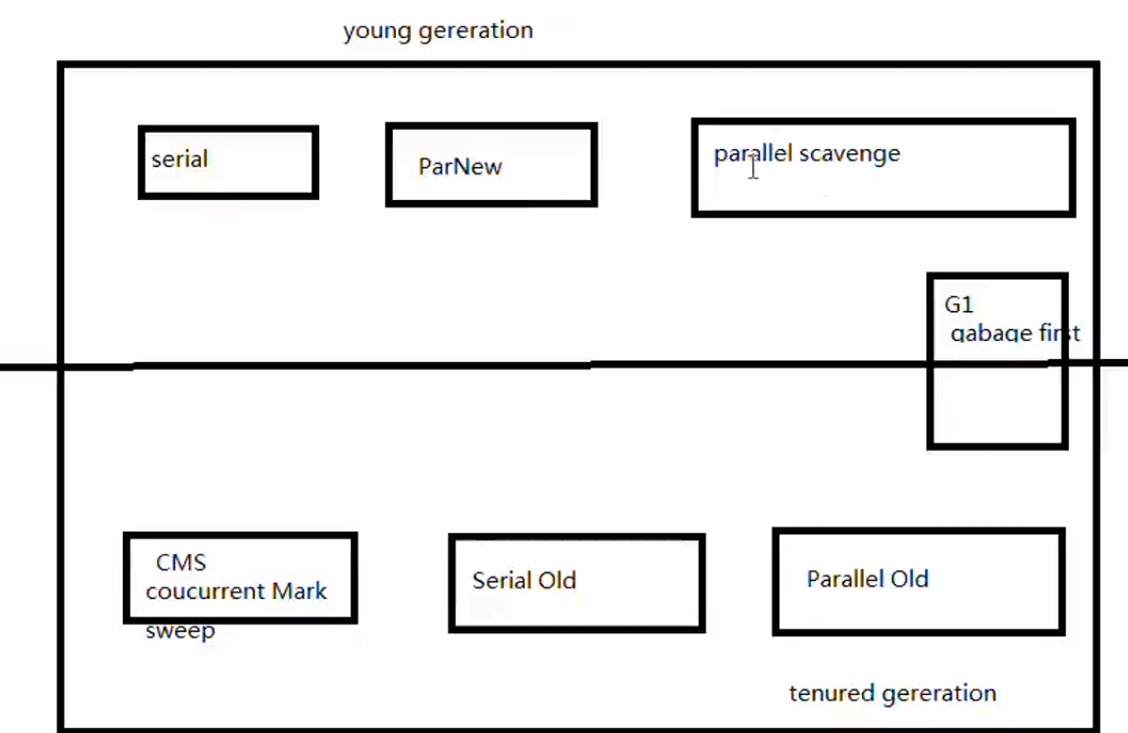 young gereration
serial
ParNew
parallel scavenge
G1
gabage first
CMS
coucurrent Mark
sweep
Serial Old
Parallel Old
tenured gereration